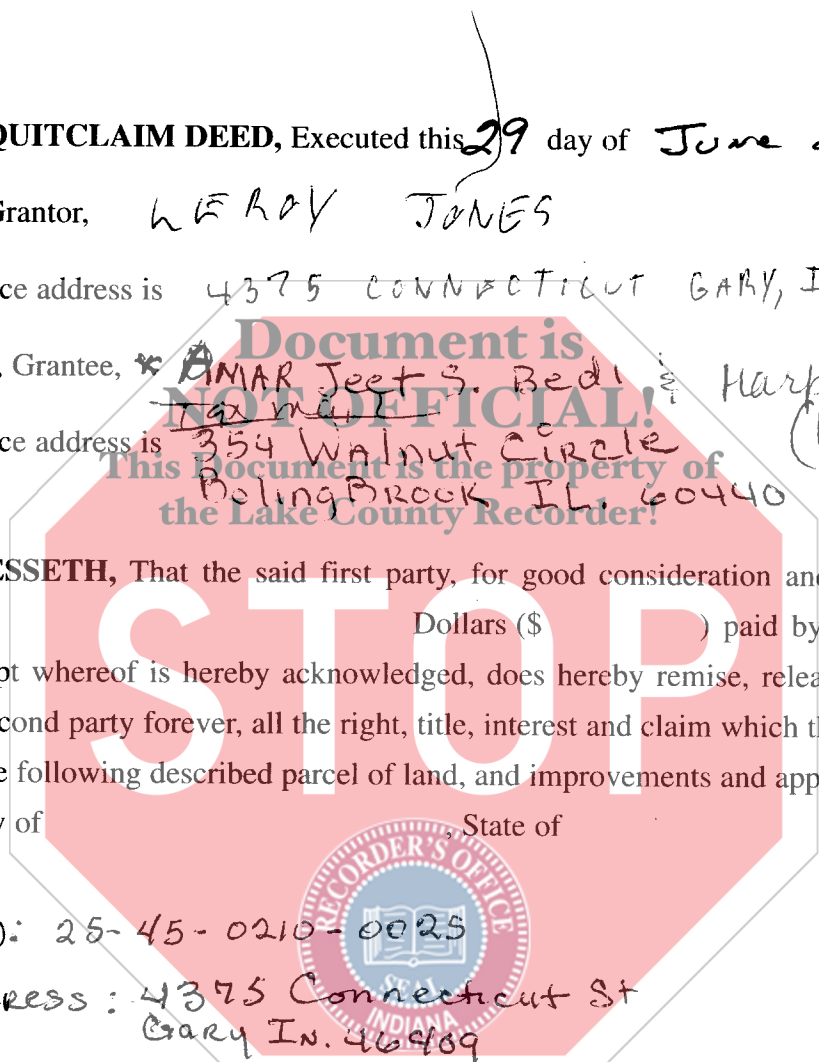 QUITCLAIM DEED, Executed this 29 day of June
Grantor, LEROY JONES
ce address is 4375 CONNECTICUT GARY, I
, Grantee, * AMAR Jeet S. Bedi & Harp
Tax Mail
ce address is 354 Walnut Circle
BolingBrook IL. 60440
Document is
NOT OFFICIAL!
This Document is the property of
the Lake County Recorder!
ESSETH, That the said first party, for good consideration and
Dollars ($ ) paid by
pt whereof is hereby acknowledged, does hereby remise, relea
cond party forever, all the right, title, interest and claim which th
e following described parcel of land, and improvements and app
y of , State of
STOP
RECORDER'S OFFICE
SEAL
INDIANA
): 25-45-0210-0025
ress : 4375 Connecticut St
Gary IN. 46409